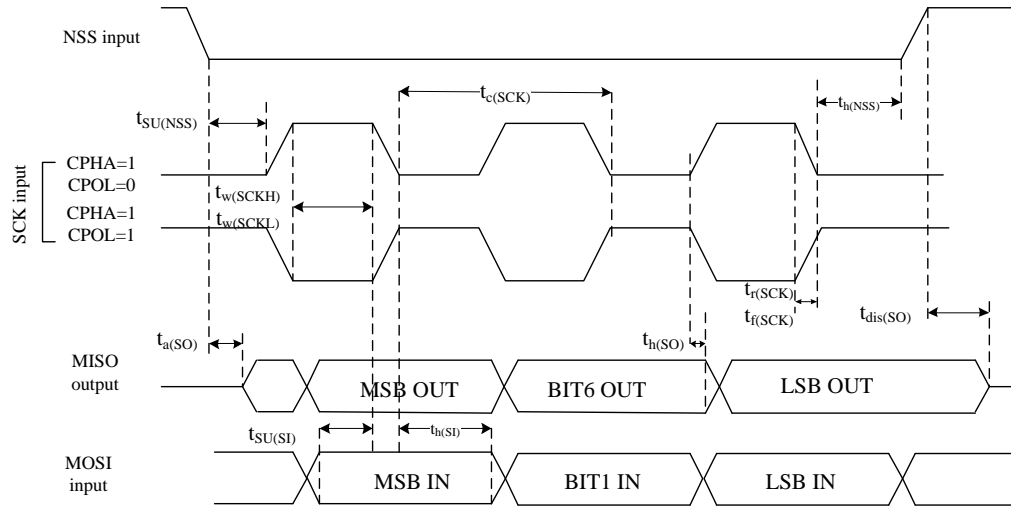 NSS input
tc(SCK)
th(NSS)
tSU(NSS)
SCK input
CPHA=1
CPOL=0
CPHA=1
CPOL=1
tw(SCKH)
tw(SCKL)
tr(SCK)
tf(SCK)
ta(SO)
th(SO)
tdis(SO)
MISO
output
MSB OUT
BIT6 OUT
LSB OUT
tSU(SI)
th(SI)
MOSI
input
MSB IN
BIT1 IN
LSB IN